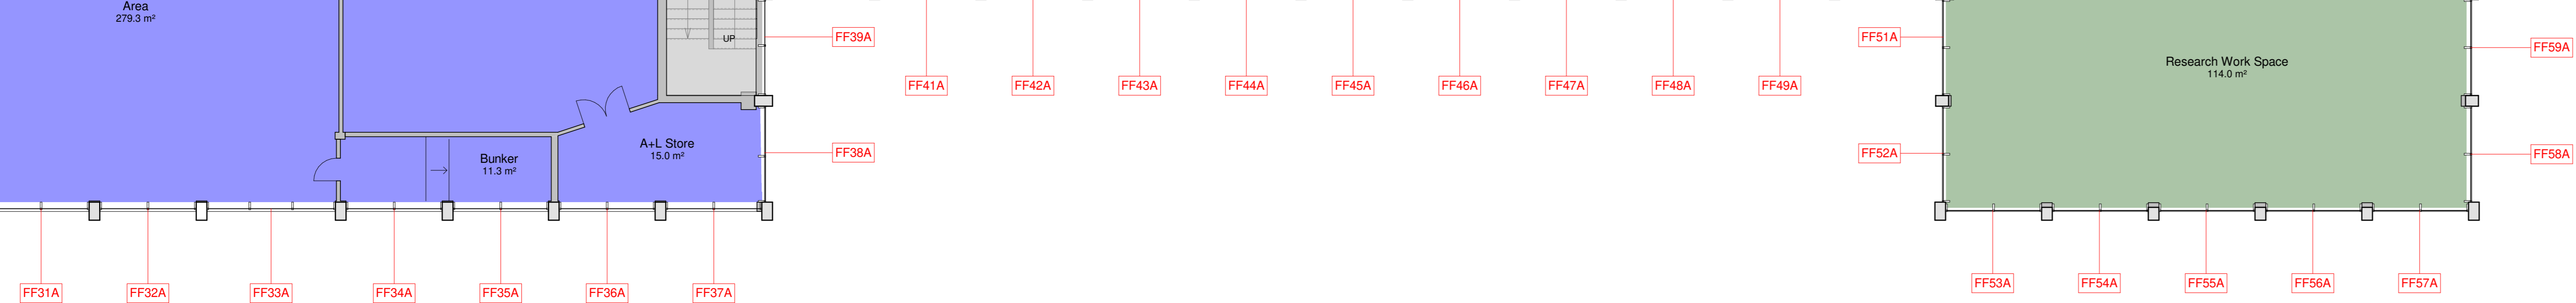 Area
279.3 m²
UP
FF39A
FF51A
FF59A
Research Work Space
114.0 m²
FF41A
FF42A
FF43A
FF44A
FF45A
FF46A
FF47A
FF48A
FF49A
A+L Store
15.0 m²
Bunker
11.3 m²
FF38A
FF52A
FF58A
FF31A
FF32A
FF33A
FF34A
FF35A
FF36A
FF37A
FF53A
FF54A
FF55A
FF56A
FF57A